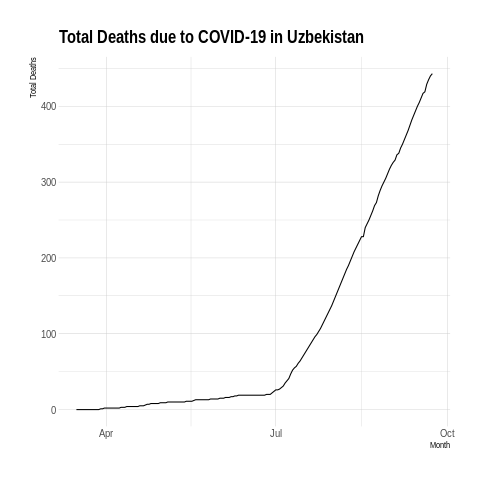 Total Deaths due to COVID-19 in Uzbekistan
Total Deaths
400
300
200
100
0
Apr
Jul
Oct
Month